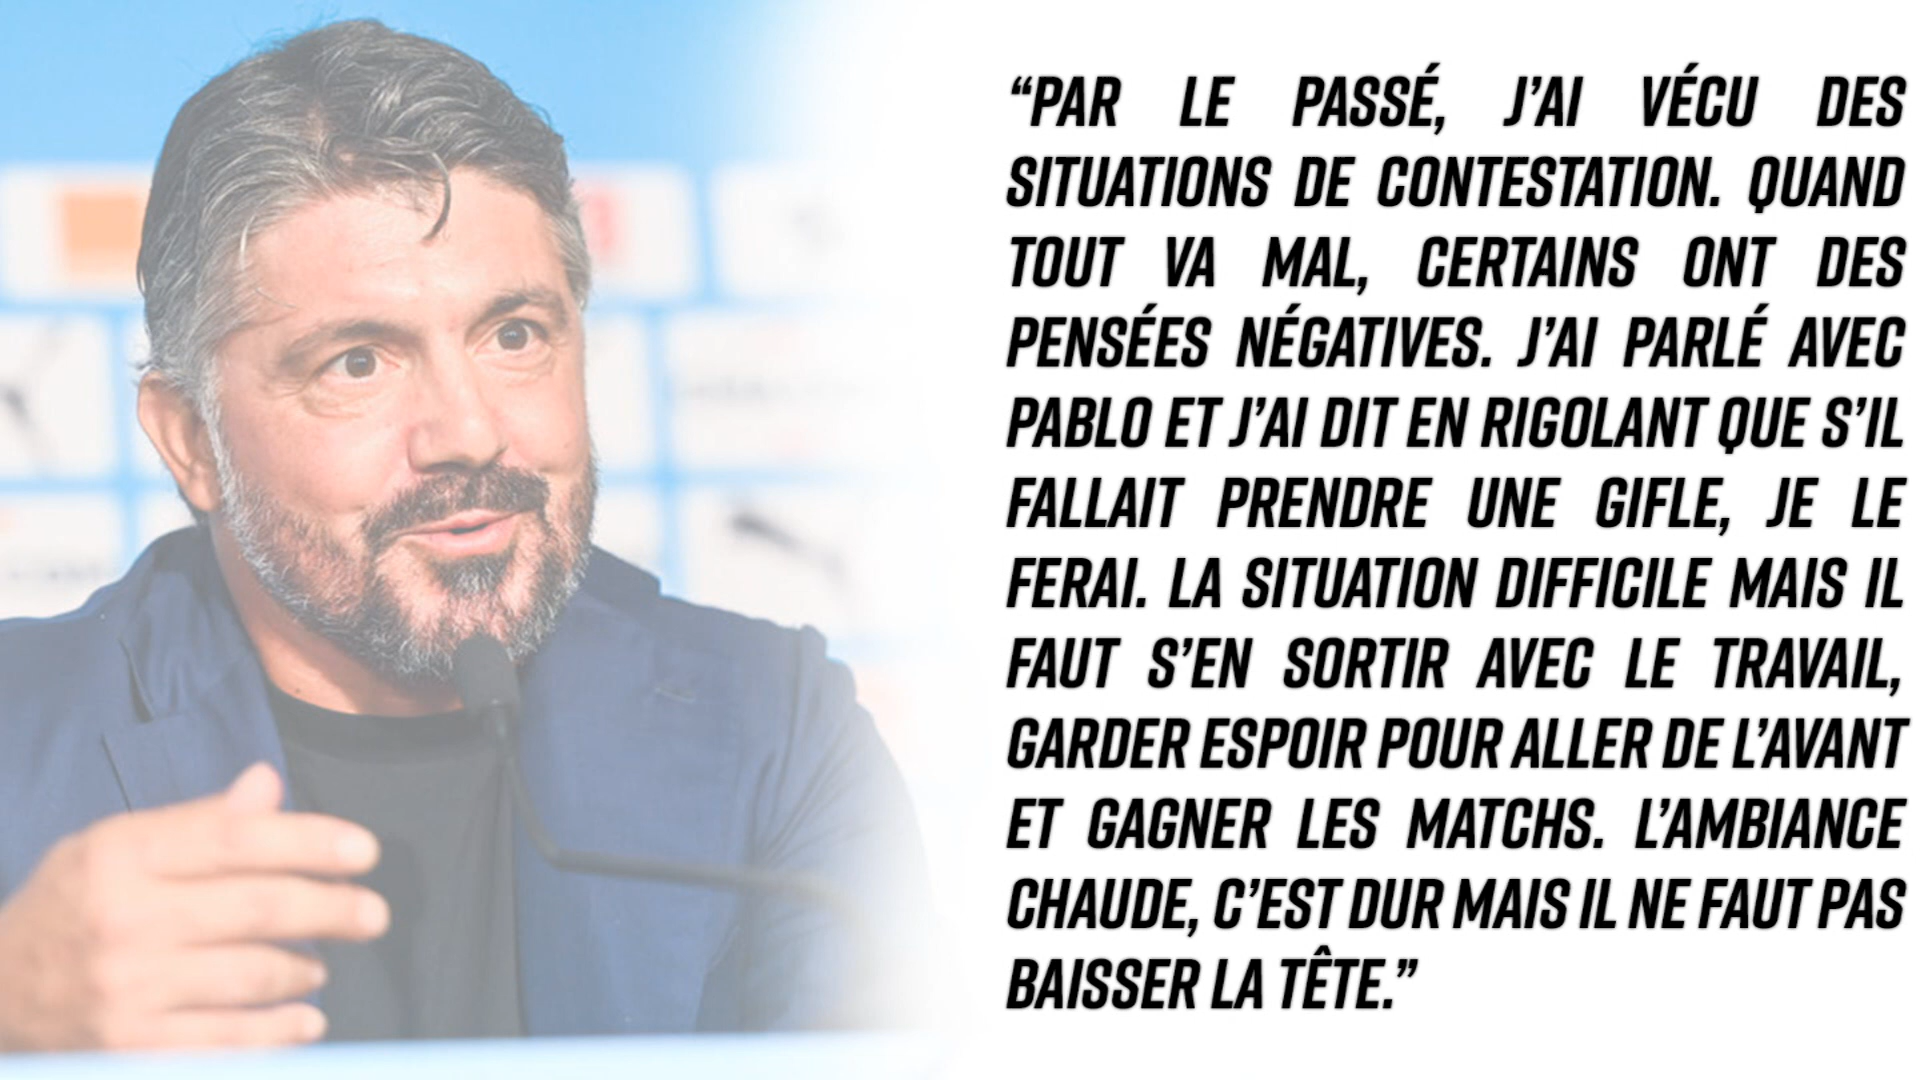 “PAR LE PASSÉ, J’AI VÉCU DES
SITUATIONS DE CONTESTATION. QUAND
TOUT VA MAL, CERTAINS ONT DES
PENSÉES NÉGATIVES. J’AI PARLÉ AVEC
PABLO ET J’AI DIT EN RIGOLANT QUE S’IL
FALLAIT PRENDRE UNE GIFLE, JE LE
FERAI. LA SITUATION DIFFICILE MAIS IL
FAUT S’EN SORTIR AVEC LE TRAVAIL,
GARDER ESPOIR POUR ALLER DE L’AVANT
ET GAGNER LES MATCHS. L’AMBIANCE
CHAUDE, C’EST DUR MAIS IL NE FAUT PAS
BAISSER LA TÊTE.”